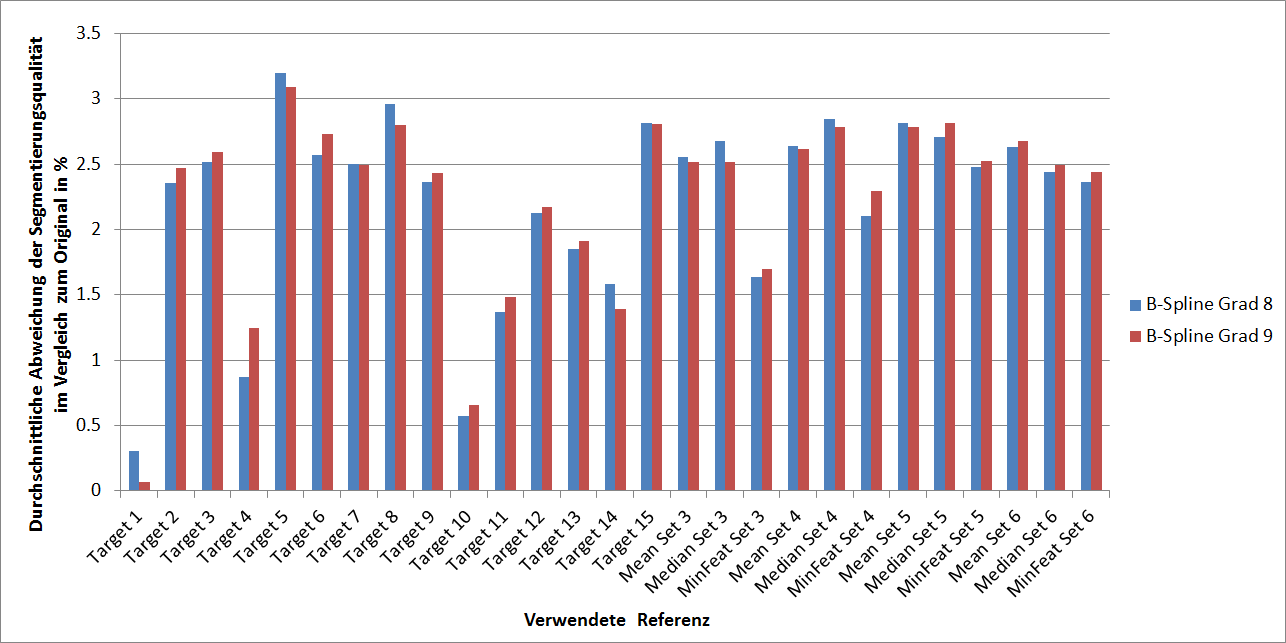 Durchschnittliche Abweichung der Segmentierungsqualität
im Vergleich zum Original in %
3.5
3
2.5
2
1.5
1
0.5
0
Target 1
Target 2
Target 3
Target 4
Target 5
Target 6
Target 7
Target 8
Target 9
Target 10
Target 11
Target 12
Target 13
Target 14
Target 15
Mean Set 3
Median Set 3
MinFeat Set 3
Mean Set 4
Median Set 4
MinFeat Set 4
Mean Set 5
Median Set 5
MinFeat Set 5
Mean Set 6
Median Set 6
MinFeat Set 6
Verwendete Referenz
B-Spline Grad 8
B-Spline Grad 9